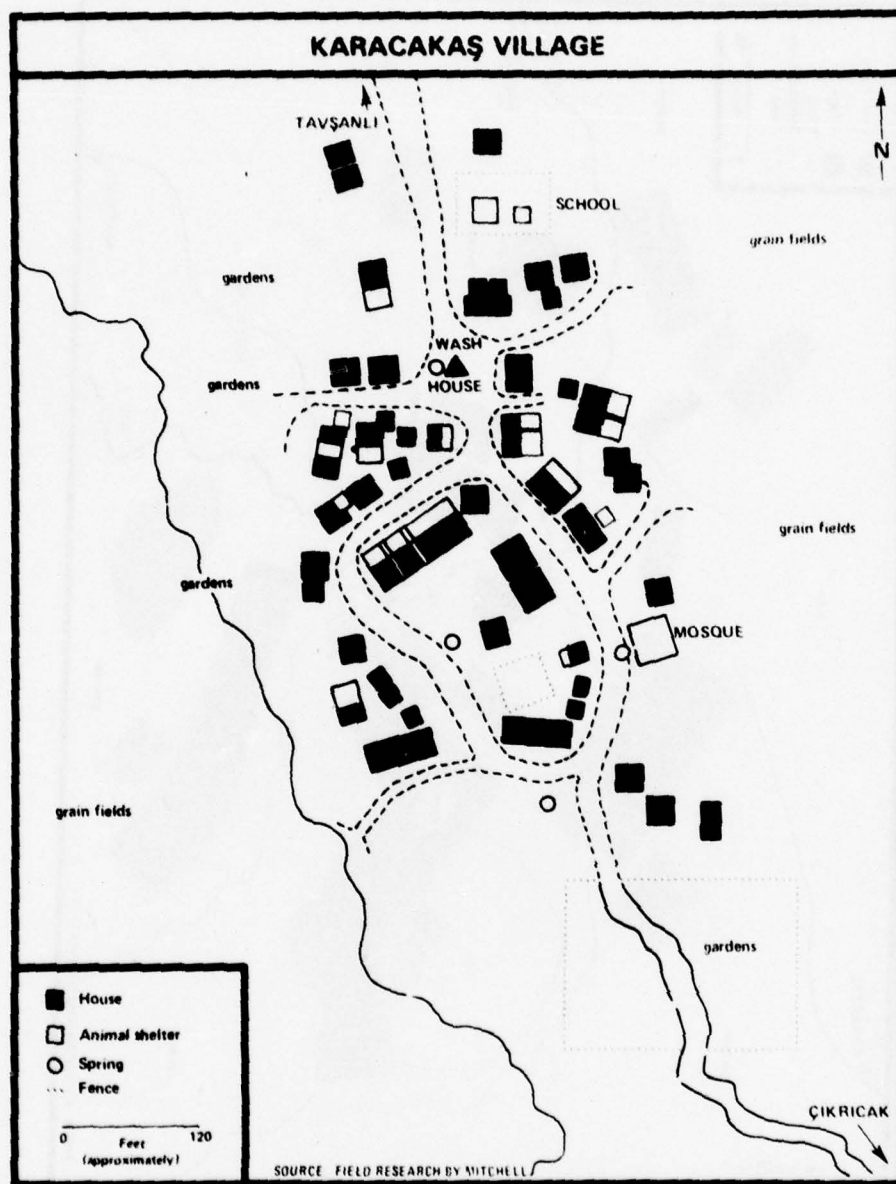 KARACAKAŞ VILLAGE
TAVŞANLI
N
SCHOOL
grain fields
gardens
WASH
HOUSE
gardens
grain fields
gardens
MOSQUE
grain fields
gardens
House
Animal shelter
Spring
Fence
0 120
Feet
(approximately)
ÇIKRICAK
SOURCE FIELD RESEARCH BY MITCHELL